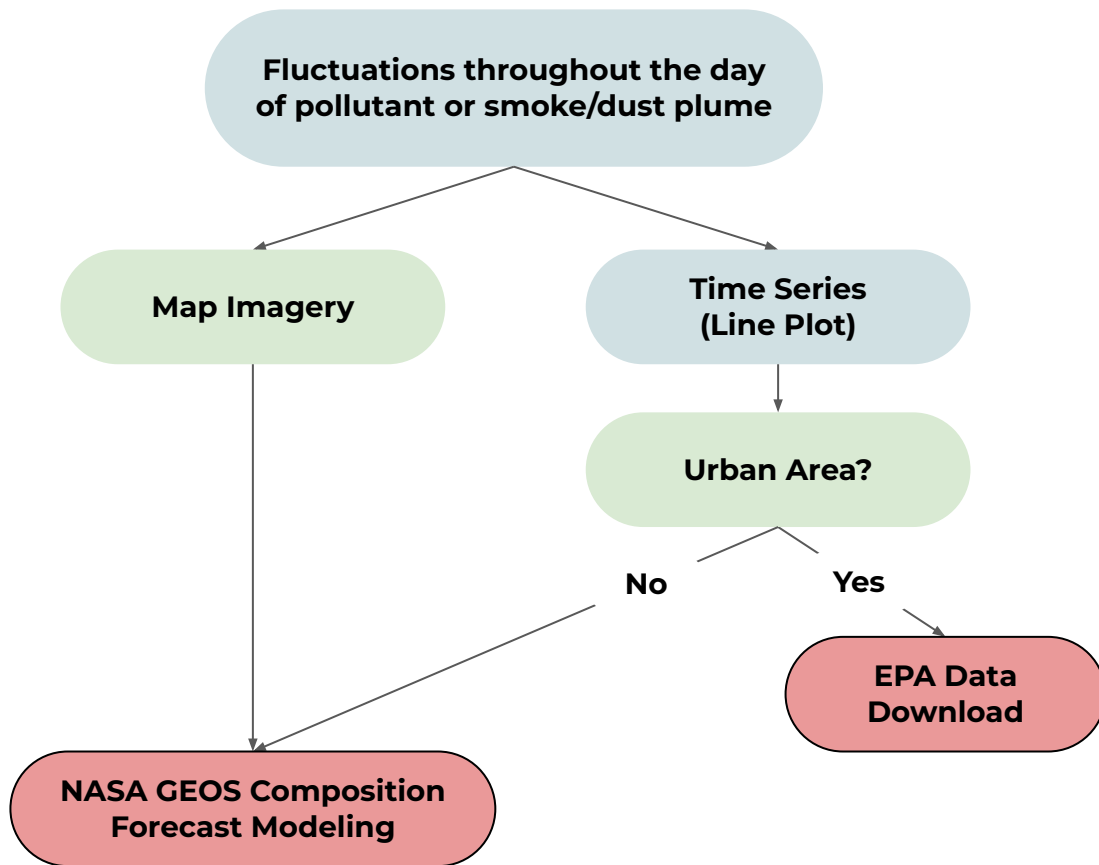 Fluctuations throughout the day
of pollutant or smoke/dust plume
Map Imagery
Time Series
(Line Plot)
Urban Area?
No
Yes
EPA Data
Download
NASA GEOS Composition
Forecast Modeling